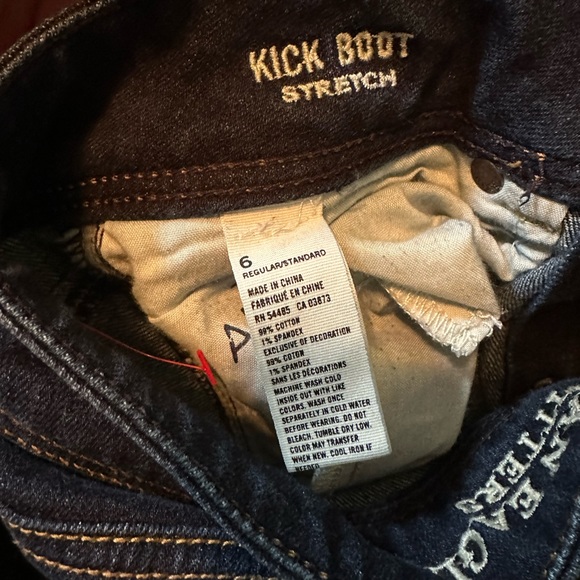 KICK BOOT
STRETCH
6
REGULAR/STANDARD
MADE IN CHINA
FABRIQUÉ EN CHINE
RN 54485 CA 03673
99% COTTON
1% SPANDEX
EXCLUSIVE OF DECORATION
99% COTON
1% SPANDEX
SANS LES DÉCORATIONS
MACHINE WASH COLD
INSIDE OUT WITH LIKE
COLORS. WASH ONCE
SEPARATELY IN COLD WATER
BEFORE WEARING. DO NOT
BLEACH. TUMBLE DRY LOW.
COLOR MAY TRANSFER
WHEN NEW. COOL IRON IF
NEEDED